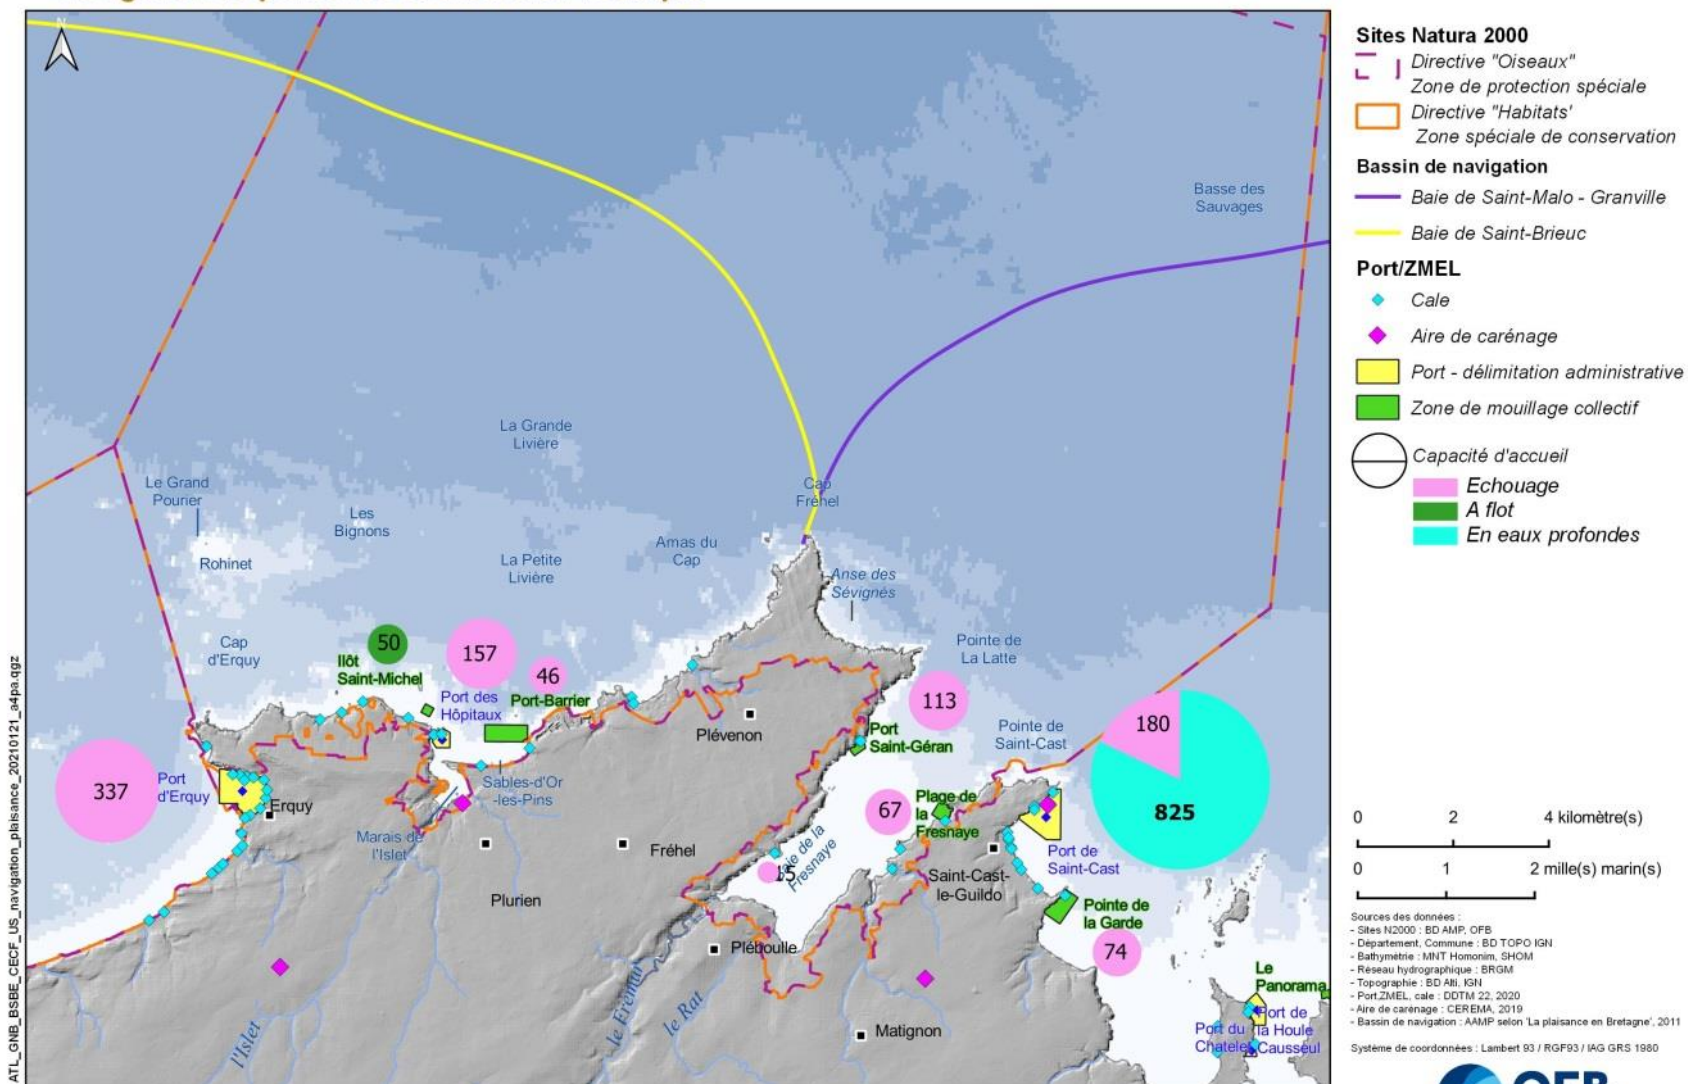 N
Basse des
Sauvages
La Grande
Livière
Le Grand
Pourier
Cap
Fréhel
Les
Bignons
Rohinet
La Petite
Livière
Amas du
Cap
Anse des
Sévignés
Cap
d'Erquy
50
Ilôt
Saint-Michel
157
Port des
Hôpitaux
46
Port-Barrier
Pointe de
La Latte
113
Plévenon
Port
Saint-Géran
Pointe de
Saint-Cast
180
825
337
Port
d'Erquy
Erquy
Sables-d'Or
-les-Pins
Marais de
l'Islet
67
Plage de
la
Fresnaye
Baie de la
Fresnaye
15
Fréhel
Port de
Saint-Cast
Saint-Cast-
le-Guildo
Plurien
Pointe de
la Garde
74
Pléboulle
l'Islet
le Frémur
le Rat
Matignon
Le
Panorama
Port de
la Houle
Causseul
Port du
Chatelet
ATL_GNB_BSBE_CECF_US_navigation_plaisance_20210121_a4pa.qgz
Sites Natura 2000
Directive "Oiseaux"
Zone de protection spéciale
Directive "Habitats'
Zone spéciale de conservation
Bassin de navigation
Baie de Saint-Malo - Granville
Baie de Saint-Brieuc
Port/ZMEL
Cale
Aire de carénage
Port - délimitation administrative
Zone de mouillage collectif
Capacité d'accueil
Echouage
A flot
En eaux profondes
0 2 4 kilomètre(s)
0 1 2 mille(s) marin(s)
Sources des données :
- Sites N2000 : BD AMP, OFB
- Département, Commune : BD TOPO IGN
- Bathymétrie : MNT Homonim, SHOM
- Réseau hydrographique : BRGM
- Topographie : BD Alti, IGN
- Port,ZMEL, cale : DDTM 22, 2020
- Aire de carénage : CEREMA, 2019
- Bassin de navigation : AAMP selon 'La plaisance en Bretagne', 2011
Système de coordonnées : Lambert 93 / RGF93 / IAG GRS 1980
OFB